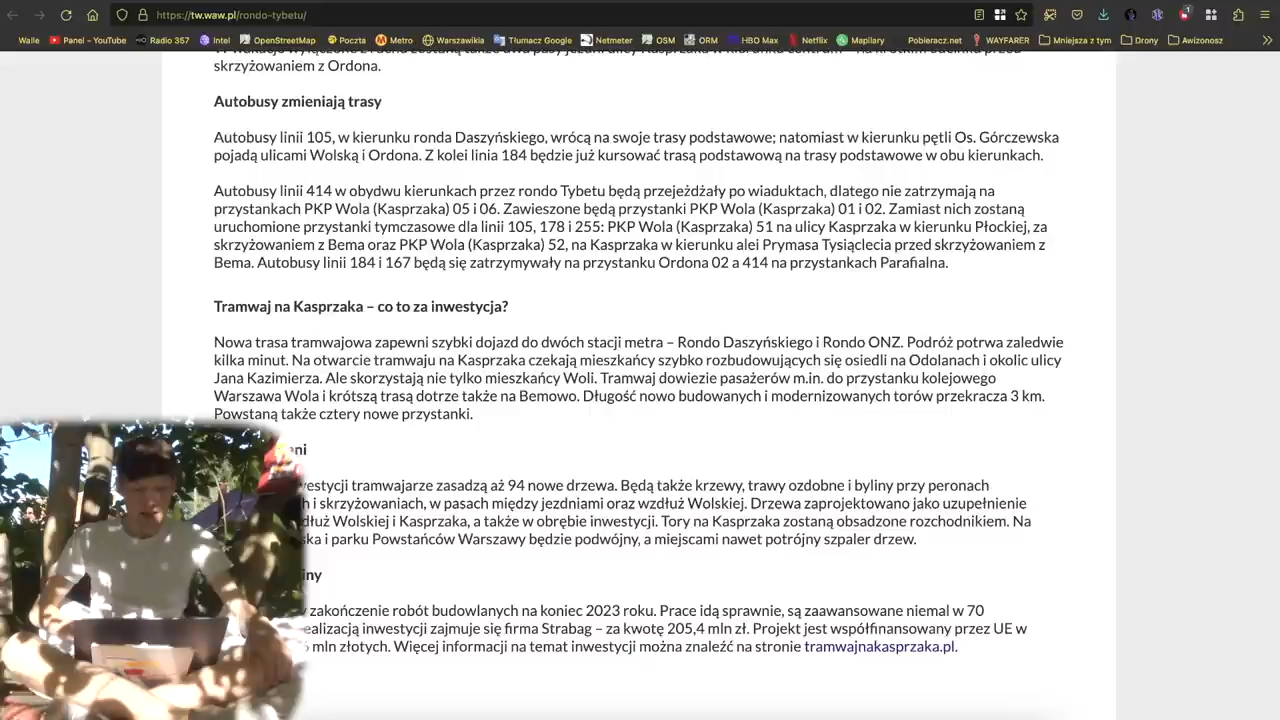 https://tw.waw.pl/rondo-tybetu/
Walle Panel - YouTube Radio 357 Intel OpenStreetMap Poczta Metro Warszawikia Tłumacz Google Netmeter OSM ORM HBO Max Netflix Mapilary Pobieracz.net WAYFARER Mniejsza z tym Drony Awizonosz
skrzyżowaniem z Ordona.
Autobusy zmieniają trasy
Autobusy linii 105, w kierunku ronda Daszyńskiego, wrócą na swoje trasy podstawowe; natomiast w kierunku pętli Os. Górczewska
pojadą ulicami Wolską i Ordona. Z kolei linia 184 będzie już kursować trasą podstawową na trasy podstawowe w obu kierunkach.
Autobusy linii 414 w obydwu kierunkach przez rondo Tybetu będą przejeżdżały po wiaduktach, dlatego nie zatrzymają na
przystankach PKP Wola (Kasprzaka) 05 i 06. Zawieszone będą przystanki PKP Wola (Kasprzaka) 01 i 02. Zamiast nich zostaną
uruchomione przystanki tymczasowe dla linii 105, 178 i 255: PKP Wola (Kasprzaka) 51 na ulicy Kasprzaka w kierunku Płockiej, za
skrzyżowaniem z Bema oraz PKP Wola (Kasprzaka) 52, na Kasprzaka w kierunku alei Prymasa Tysiąclecia przed skrzyżowaniem z
Bema. Autobusy linii 184 i 167 będą się zatrzymywały na przystanku Ordona 02 a 414 na przystankach Parafialna.
Tramwaj na Kasprzaka – co to za inwestycja?
Nowa trasa tramwajowa zapewni szybki dojazd do dwóch stacji metra – Rondo Daszyńskiego i Rondo ONZ. Podróż potrwa zaledwie
kilka minut. Na otwarcie tramwaju na Kasprzaka czekają mieszkańcy szybko rozbudowujących się osiedli na Odolanach i okolic ulicy
Jana Kazimierza. Ale skorzystają nie tylko mieszkańcy Woli. Tramwaj dowiezie pasażerów m.in. do przystanku kolejowego
Warszawa Wola i krótszą trasą dotrze także na Bemowo. Długość nowo budowanych i modernizowanych torów przekracza 3 km.
Powstaną także cztery nowe przystanki.
eni
westycji tramwajarze zasadzą aż 94 nowe drzewa. Będą także krzewy, trawy ozdobne i byliny przy peronach
h i skrzyżowaniach, w pasach między jezdniami oraz wzdłuż Wolskiej. Drzewa zaprojektowano jako uzupełnienie
dłuż Wolskiej i Kasprzaka, a także w obrębie inwestycji. Tory na Kasprzaka zostaną obsadzone rozchodnikiem. Na
ska i parku Powstańców Warszawy będzie podwójny, a miejscami nawet potrójny szpaler drzew.
iny
y zakończenie robót budowlanych na koniec 2023 roku. Prace idą sprawnie, są zaawansowane niemal w 70
ealizacją inwestycji zajmuje się firma Strabag – za kwotę 205,4 mln zł. Projekt jest współfinansowany przez UE w
mln złotych. Więcej informacji na temat inwestycji można znaleźć na stronie tramwajnakasprzaka.pl.